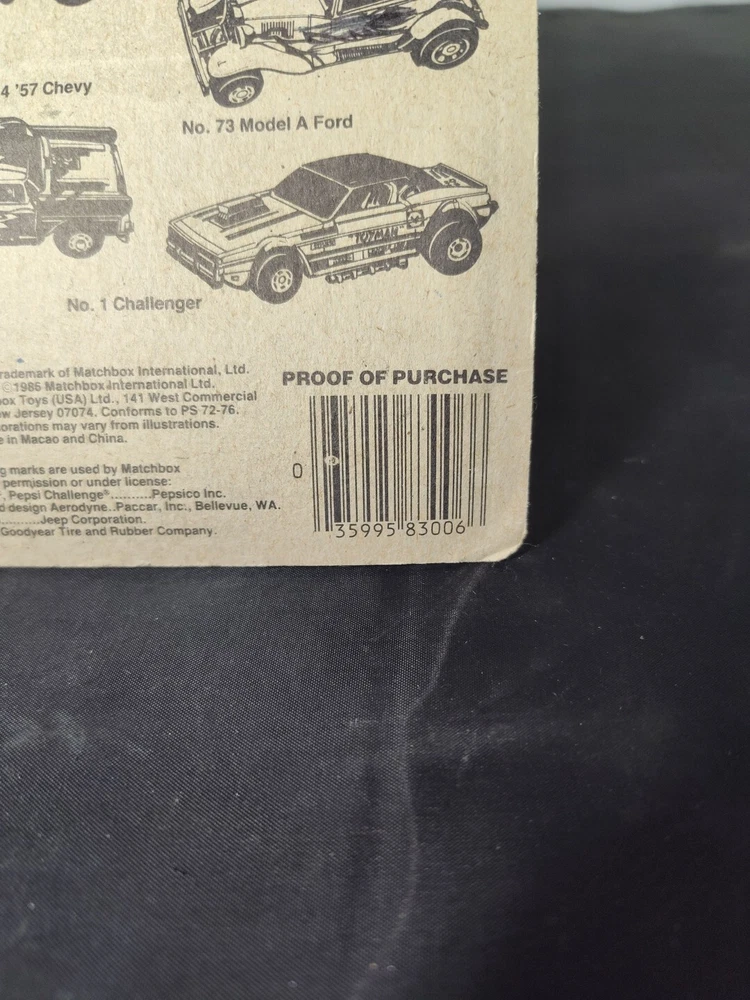 4 '57 Chevy
No. 73 Model A Ford
TOYMAN
No. 1 Challenger
rademark of Matchbox International, Ltd.
©1985 Matchbox International Ltd.
ox Toys (USA) Ltd., 141 West Commercial
w Jersey 07074. Conforms to PS 72-76.
orations may vary from illustrations.
e in Macao and China.
g marks are used by Matchbox
permission or under license:
, Pepsi Challenge®..........Pepsico Inc.
d design Aerodyne..Paccar, Inc., Bellevue, WA.
......Jeep Corporation.
Goodyear Tire and Rubber Company.
PROOF OF PURCHASE
0 35995 83006